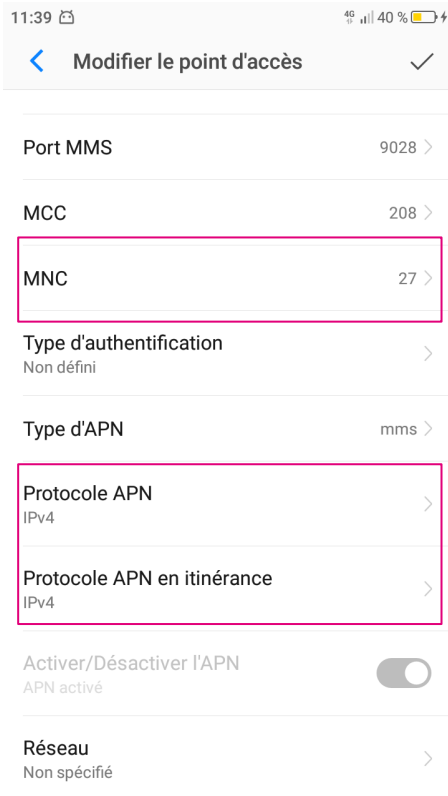 11:39 4G 40 %
Modifier le point d'accès
Port MMS 9028
MCC 208
MNC 27
Type d'authentification
Non défini
Type d'APN mms
Protocole APN
IPv4
Protocole APN en itinérance
IPv4
Activer/Désactiver l'APN
APN activé
Réseau
Non spécifié